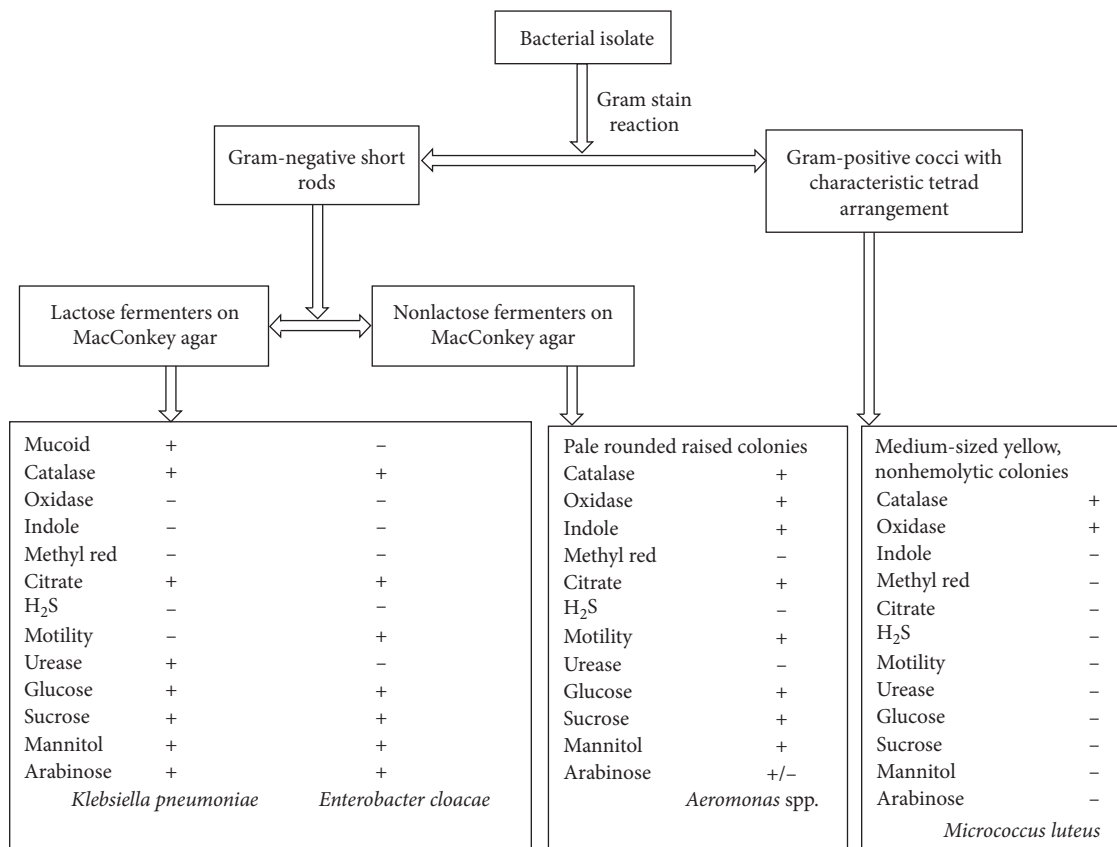 Bacterial isolate
Gram stain
reaction
Gram-negative short
rods
Gram-positive cocci with
characteristic tetrad
arrangement
Lactose fermenters on
MacConkey agar
Nonlactose fermenters on
MacConkey agar
Mucoid + –
Catalase + +
Oxidase – –
Indole – –
Methyl red – –
Citrate + +
H₂S – –
Motility – +
Urease + –
Glucose + +
Sucrose + +
Mannitol + +
Arabinose + +
Klebsiella pneumoniae Enterobacter cloacae
Pale rounded raised colonies
Catalase +
Oxidase +
Indole +
Methyl red –
Citrate +
H₂S –
Motility +
Urease –
Glucose +
Sucrose +
Mannitol +
Arabinose +/–
Aeromonas spp.
Medium-sized yellow,
nonhemolytic colonies
Catalase +
Oxidase +
Indole –
Methyl red –
Citrate –
H₂S –
Motility –
Urease –
Glucose –
Sucrose –
Mannitol –
Arabinose –
Micrococcus luteus